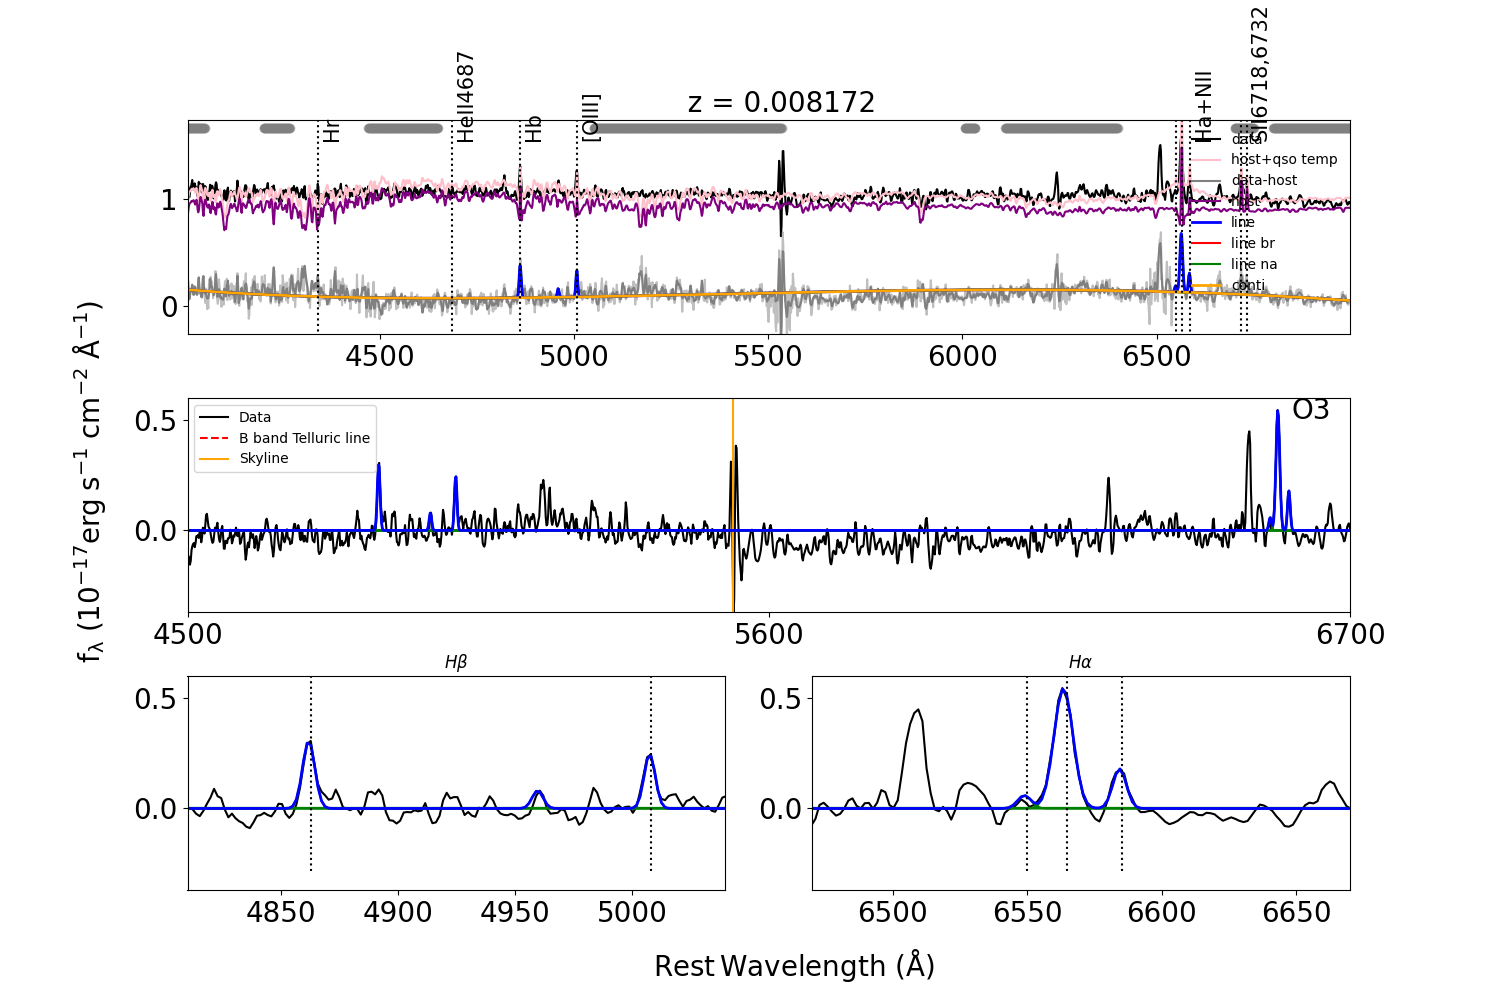 z = 0.008172
Hr
HeII4687
Hb
[OIII]
Ha+NII
SII6718,6732
data
host+qso temp
data-host
host
line
line br
line na
conti
1
0
4500
5000
5500
6000
6500
fλ (10⁻¹⁷erg s⁻¹ cm⁻² Å⁻¹)
Data
B band Telluric line
Skyline
O3
0.5
0.0
4500
5600
6700
Hβ
0.5
0.0
4850
4900
4950
5000
Hα
0.5
0.0
6500
6550
6600
6650
Rest Wavelength (Å)